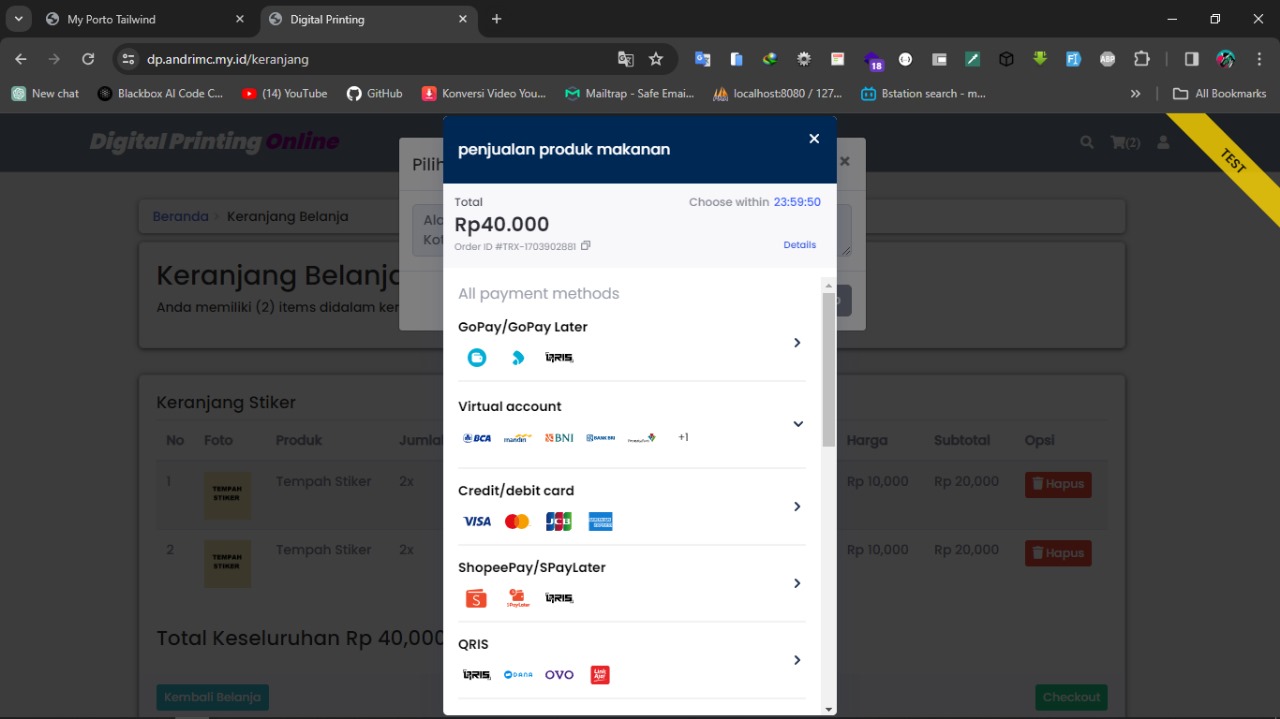 My Porto Tailwind
Digital Printing
dp.andrimc.my.id/keranjang
18
New chat
Blackbox AI Code C...
(14) YouTube
GitHub
Konversi Video You...
Mailtrap - Safe Emai...
localhost:8080 / 127...
Bstation search - m...
All Bookmarks
Digital Printing Online
(2)
TEST
Pilih
penjualan produk makanan
Beranda > Keranjang Belanja
Total
Choose within 23:59:50
Rp40.000
Order ID #TRX-1703902881
Details
Keranjang Belanja
Anda memiliki (2) items didalam ker
All payment methods
GoPay/GoPay Later
QRIS
Virtual account
BCA mandiri BNI BANK BRI +1
Credit/debit card
VISA JCB
ShopeePay/SPayLater
S SPayLater QRIS
QRIS
QRIS DANA OVO LinkAja!
Keranjang Stiker
No Foto Produk Jumlah Harga Subtotal Opsi
1 TEMPAH STIKER Tempah Stiker 2x Rp 10,000 Rp 20,000 Hapus
2 TEMPAH STIKER Tempah Stiker 2x Rp 10,000 Rp 20,000 Hapus
Total Keseluruhan Rp 40,000
Kembali Belanja
Checkout